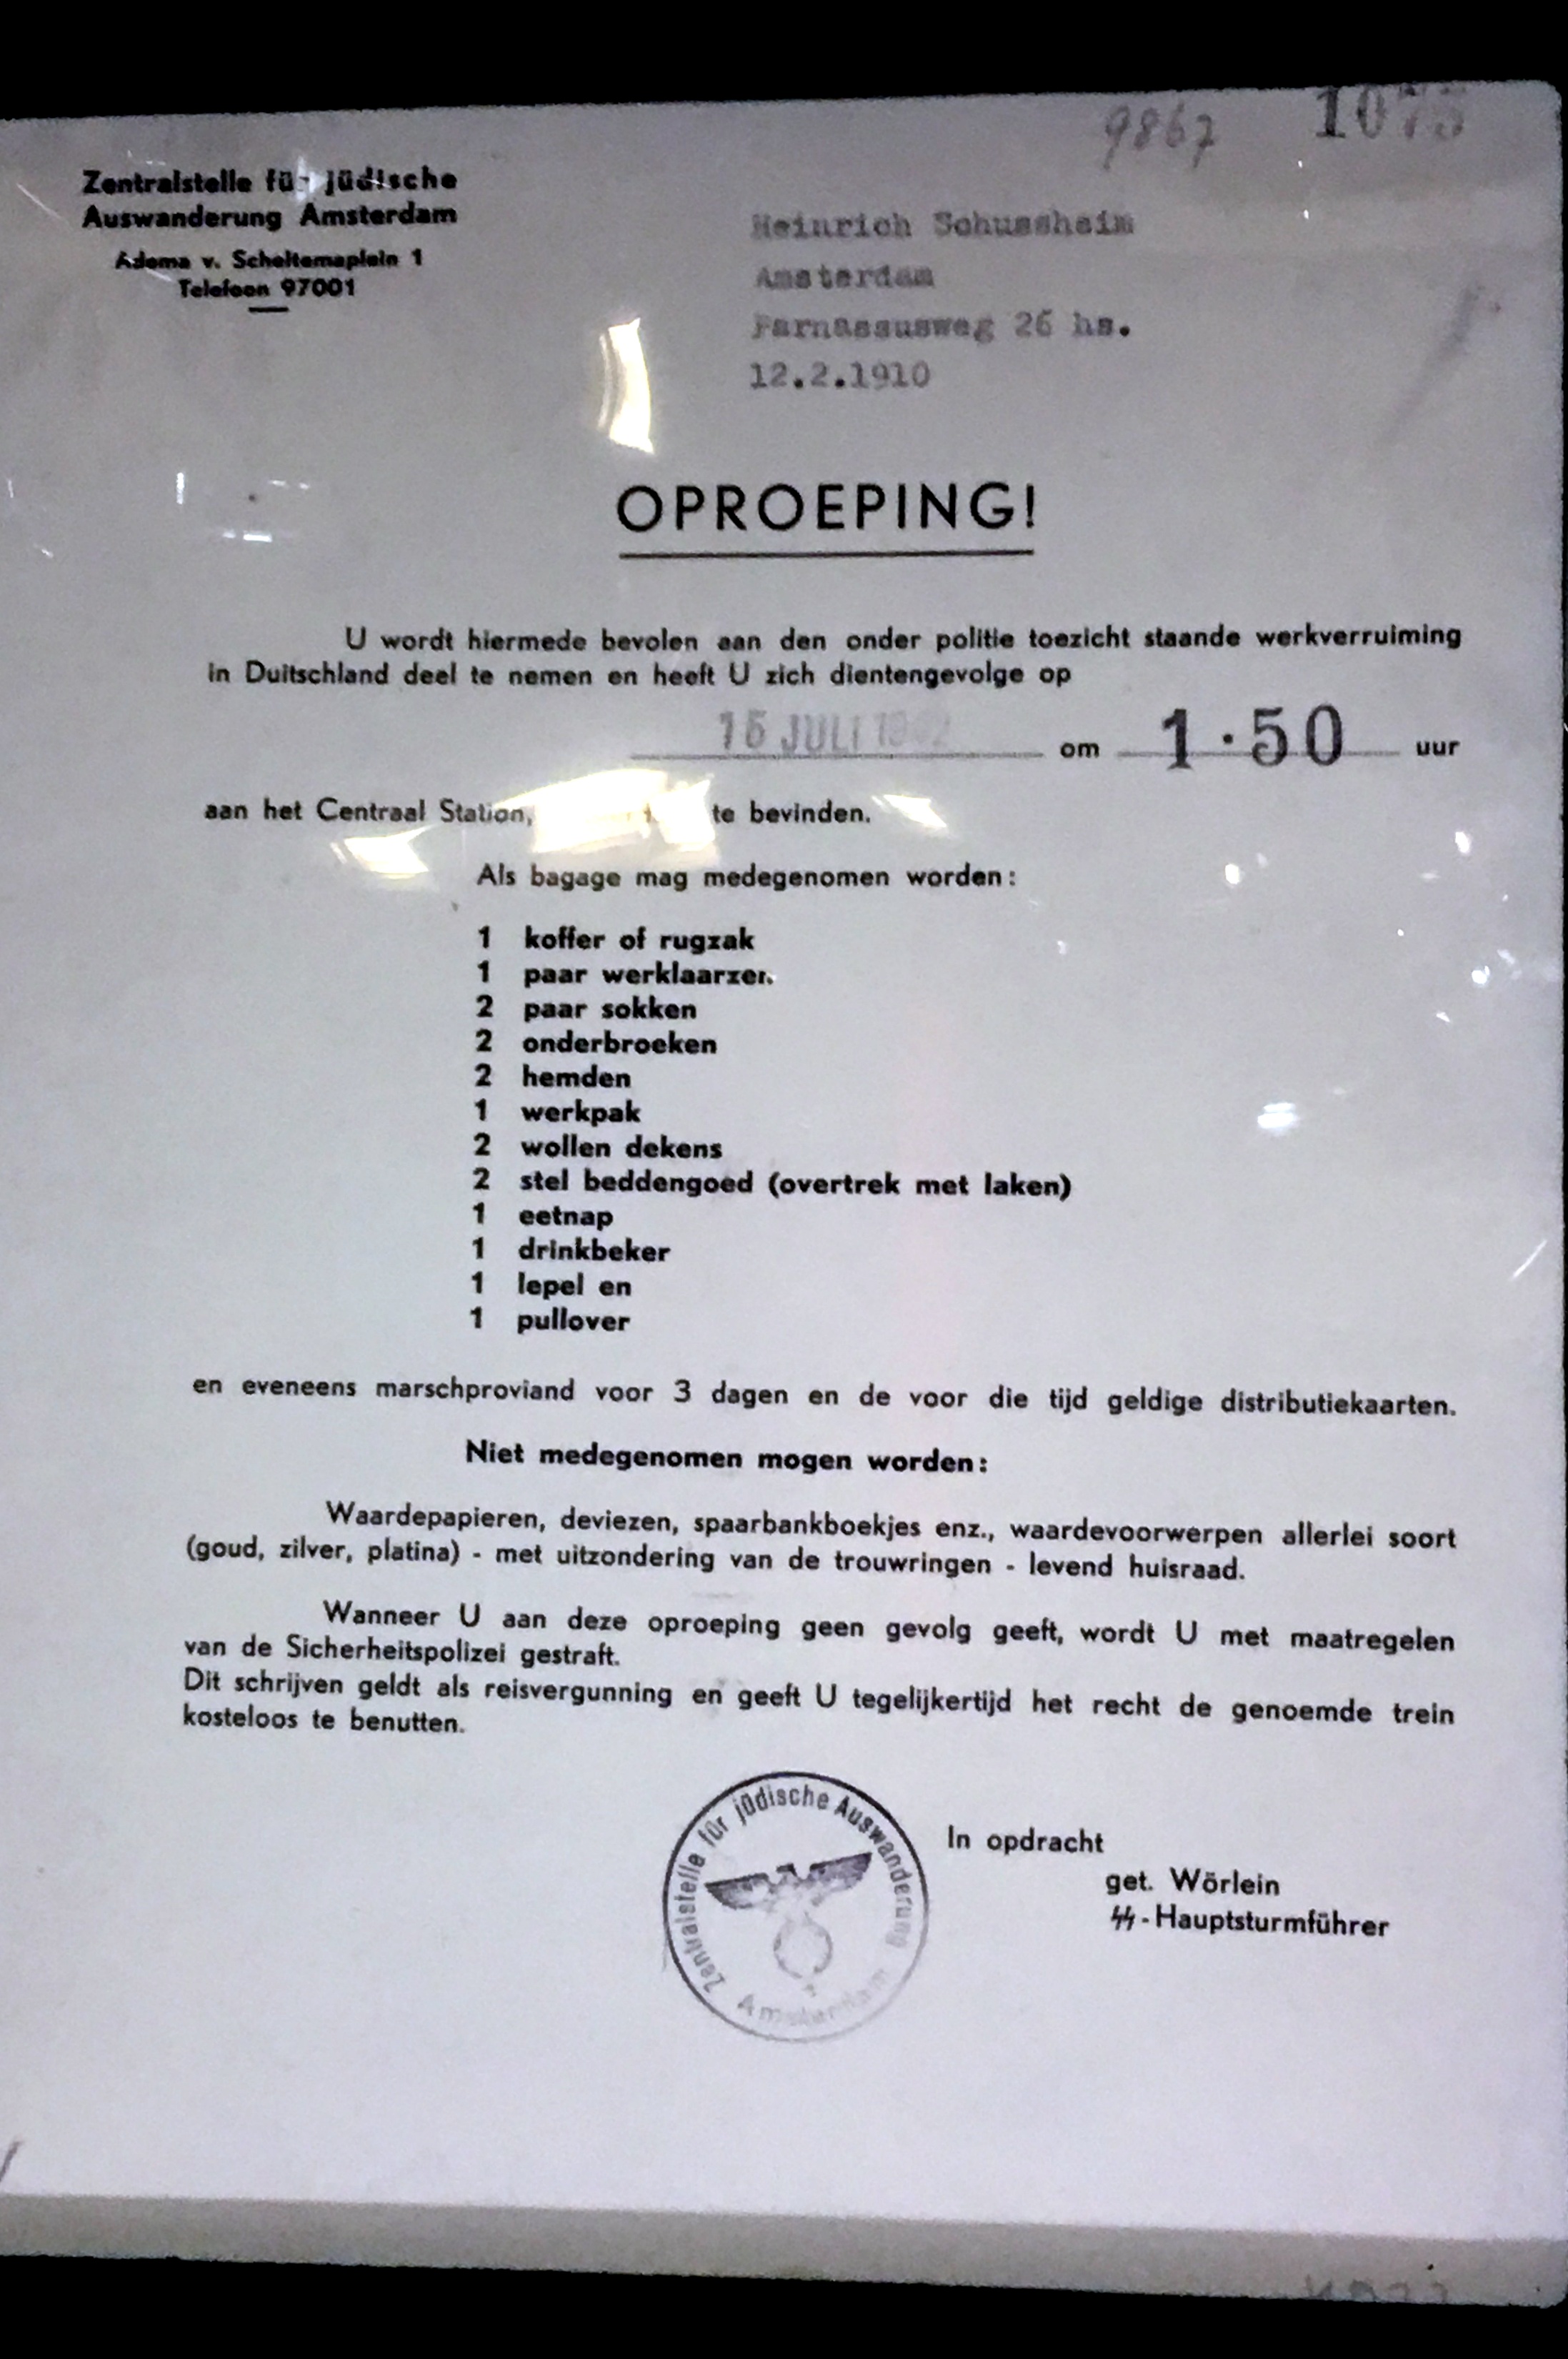 9867 1075
Zentralstelle für jüdische
Auswanderung Amsterdam
Adema v. Scheltemaplein 1
Telefoon 97001
Heinrich Schussheim
Amsterdam
Parnassusweg 26 hs.
12.2.1910
OPROEPING!
U wordt hiermede bevolen aan den onder politie toezicht staande werkverruiming
in Duitschland deel te nemen en heeft U zich dientengevolge op
15 JULI 1942 om 1·50 uur
aan het Centraal Station, te bevinden.
Als bagage mag medegenomen worden:
1 koffer of rugzak
1 paar werklaarzen
2 paar sokken
2 onderbroeken
2 hemden
1 werkpak
2 wollen dekens
2 stel beddengoed (overtrek met laken)
1 eetnap
1 drinkbeker
1 lepel en
1 pullover
en eveneens marschproviand voor 3 dagen en de voor die tijd geldige distributiekaarten.
Niet medegenomen mogen worden:
Waardepapieren, deviezen, spaarbankboekjes enz., waardevoorwerpen allerlei soort
(goud, zilver, platina) - met uitzondering van de trouwringen - levend huisraad.
Wanneer U aan deze oproeping geen gevolg geeft, wordt U met maatregelen
van de Sicherheitspolizei gestraft.
Dit schrijven geldt als reisvergunning en geeft U tegelijkertijd het recht de genoemde trein
kosteloos te benutten.
Zentralstelle für jüdische Auswanderung
Amsterdam
In opdracht
get. Wörlein
SS-Hauptsturmführer